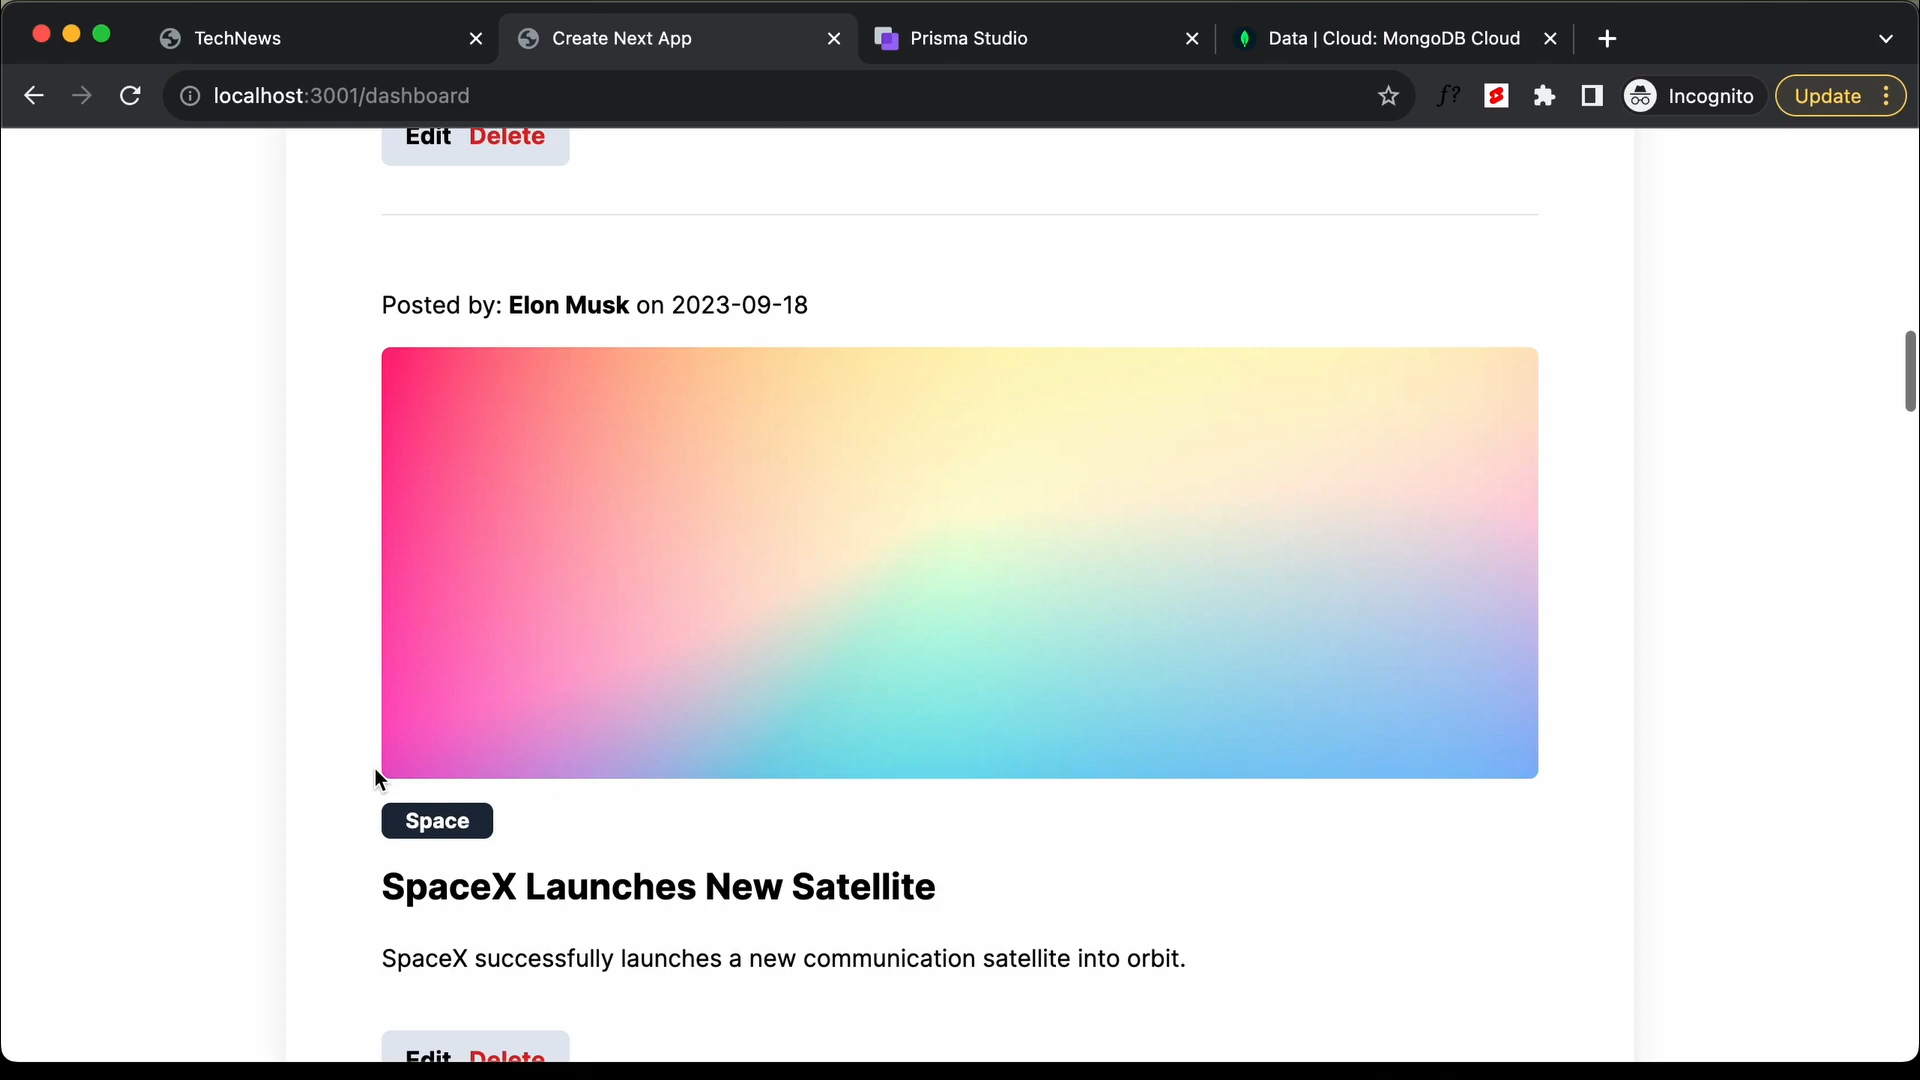 TechNews
Create Next App
Prisma Studio
Data | Cloud: MongoDB Cloud
localhost:3001/dashboard
f?
Incognito
Update
Edit Delete
Posted by: Elon Musk on 2023-09-18
Space
SpaceX Launches New Satellite
SpaceX successfully launches a new communication satellite into orbit.
Edit Delete